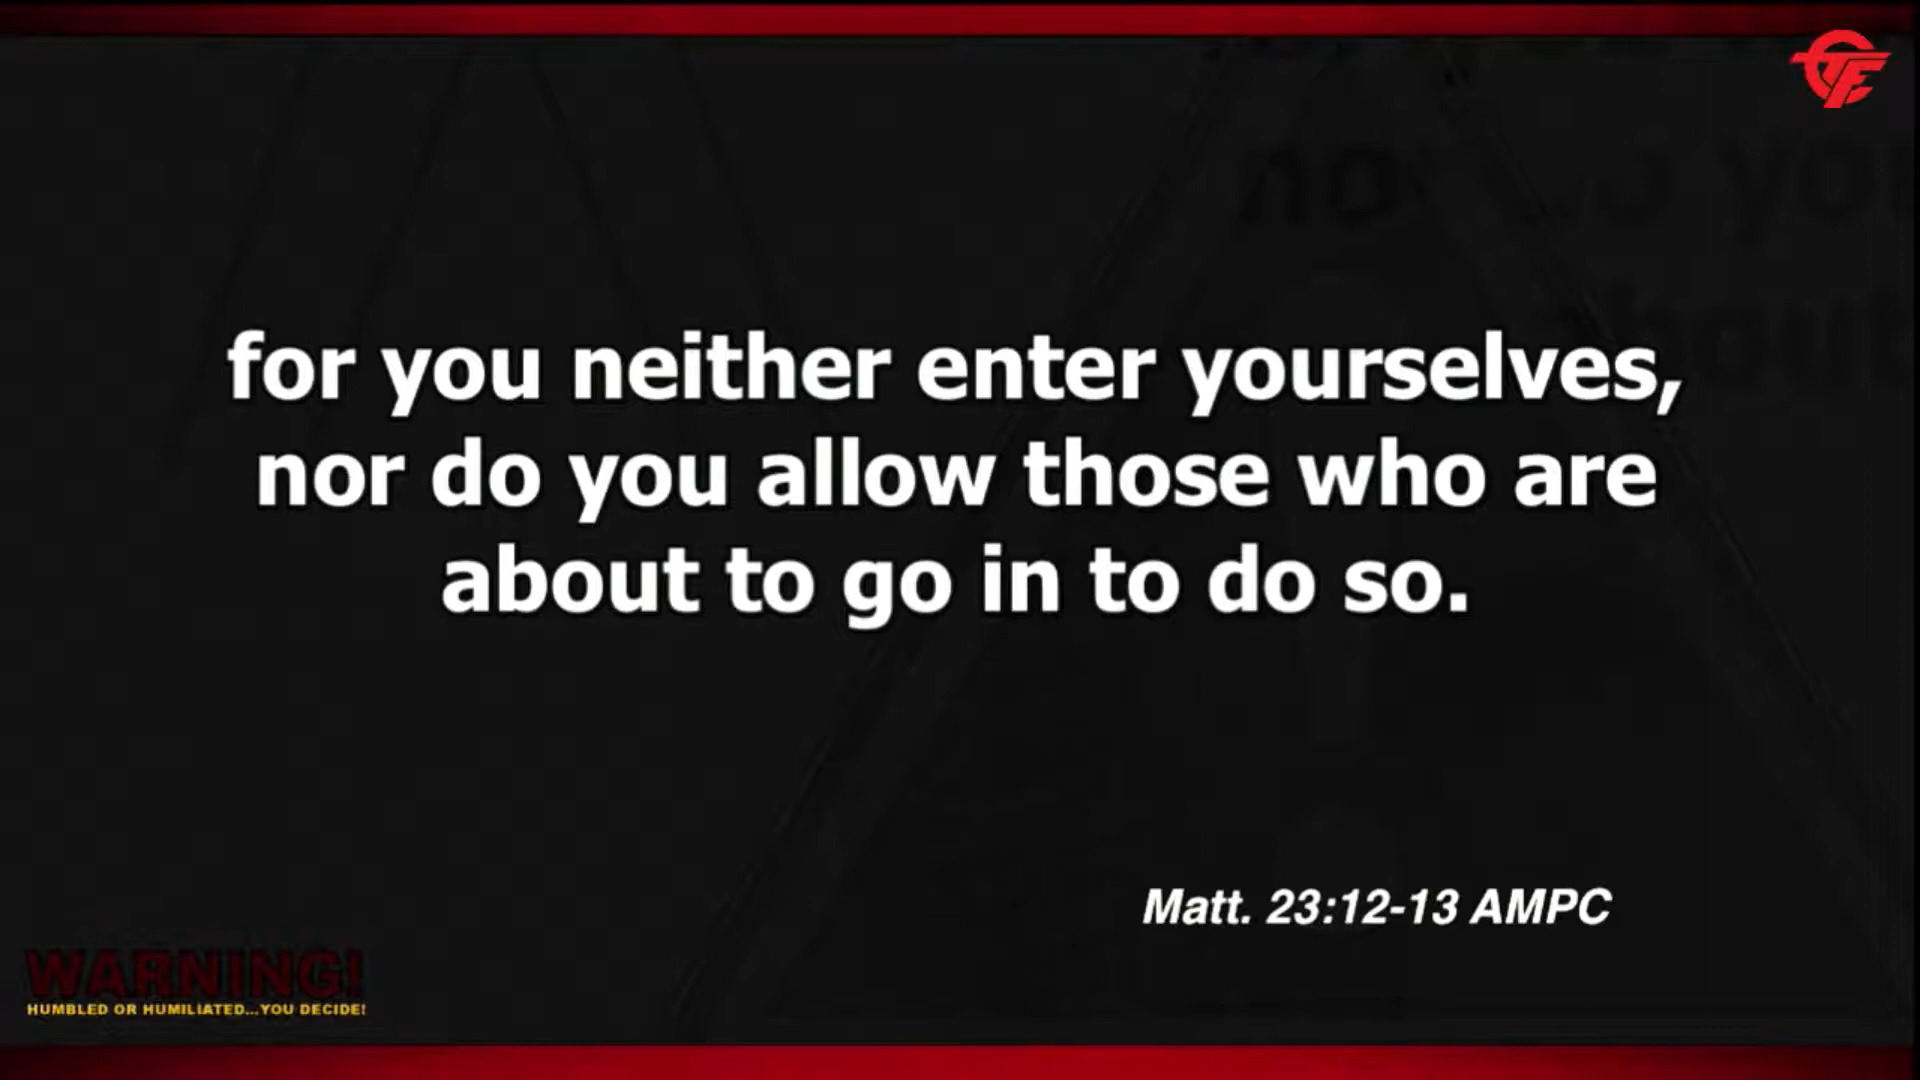 for you neither enter yourselves,
nor do you allow those who are
about to go in to do so.
Matt. 23:12-13 AMPC
WARNING!
HUMBLED OR HUMILIATED...YOU DECIDE!